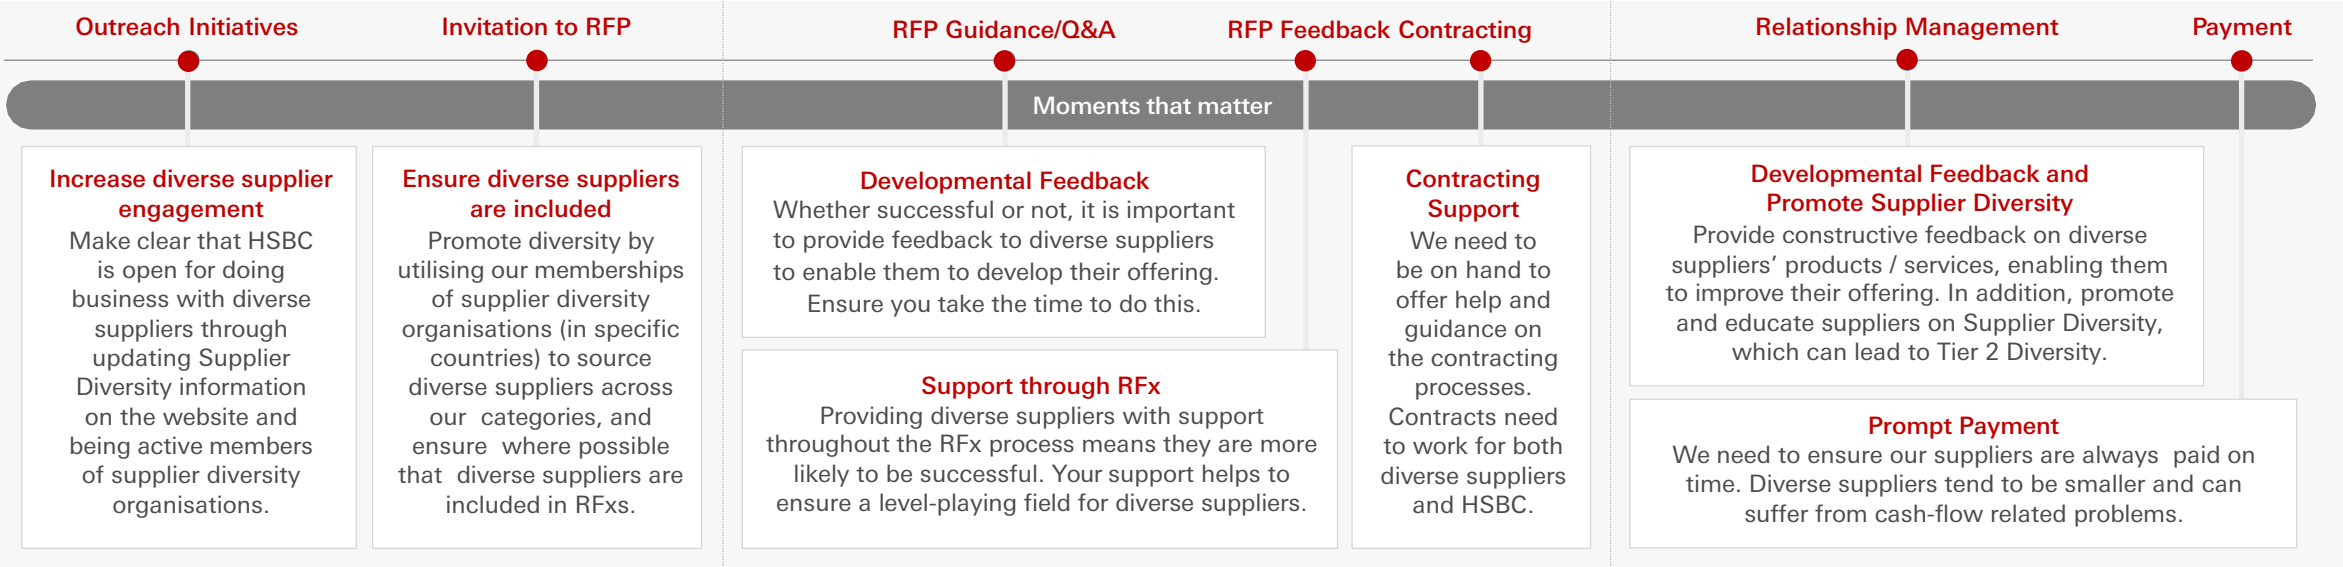 Outreach Initiatives
Invitation to RFP
RFP Guidance/Q&A
RFP Feedback
Contracting
Relationship Management
Payment
Moments that matter
Increase diverse supplier
engagement
Make clear that HSBC
is open for doing
business with diverse
suppliers through
updating Supplier
Diversity information
on the website and
being active members
of supplier diversity
organisations.
Ensure diverse suppliers
are included
Promote diversity by
utilising our memberships
of supplier diversity
organisations (in specific
countries) to source
diverse suppliers across
our categories, and
ensure where possible
that diverse suppliers are
included in RFxs.
Developmental Feedback
Whether successful or not, it is important
to provide feedback to diverse suppliers
to enable them to develop their offering.
Ensure you take the time to do this.
Support through RFx
Providing diverse suppliers with support
throughout the RFx process means they are more
likely to be successful. Your support helps to
ensure a level-playing field for diverse suppliers.
Contracting
Support
We need to
be on hand to
offer help and
guidance on
the contracting
processes.
Contracts need
to work for both
diverse suppliers
and HSBC.
Developmental Feedback and
Promote Supplier Diversity
Provide constructive feedback on diverse
suppliers’ products / services, enabling them
to improve their offering. In addition, promote
and educate suppliers on Supplier Diversity,
which can lead to Tier 2 Diversity.
Prompt Payment
We need to ensure our suppliers are always paid on
time. Diverse suppliers tend to be smaller and can
suffer from cash-flow related problems.